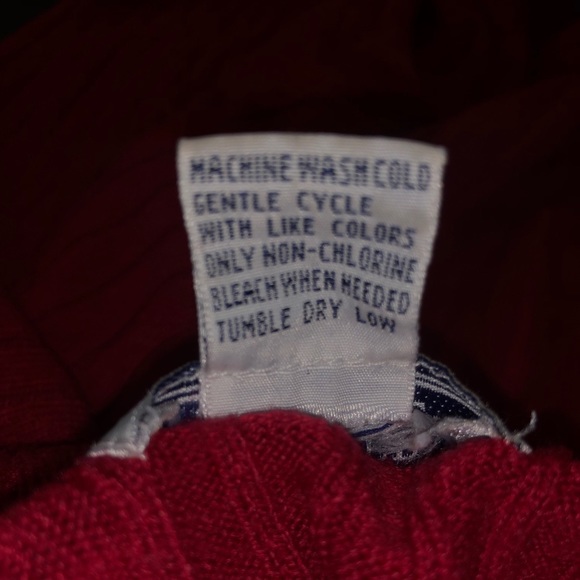 MACHINE WASH COLD
GENTLE CYCLE
WITH LIKE COLORS
ONLY NON-CHLORINE
BLEACH WHEN NEEDED
TUMBLE DRY LOW